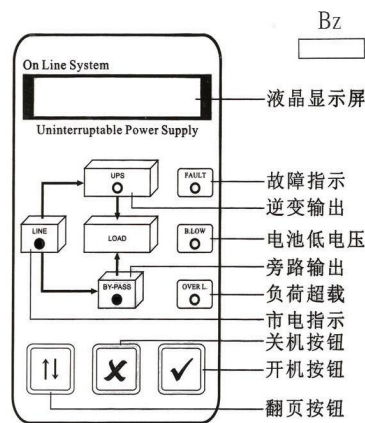 Bz
On Line System
液晶显示屏
Uninterruptable Power Supply
UPS
FAULT
故障指示
逆变输出
LINE
LOAD
B.LOW
电池低电压
旁路输出
BY-PASS
OVER L.
负荷超载
市电指示
关机按钮
开机按钮
翻页按钮